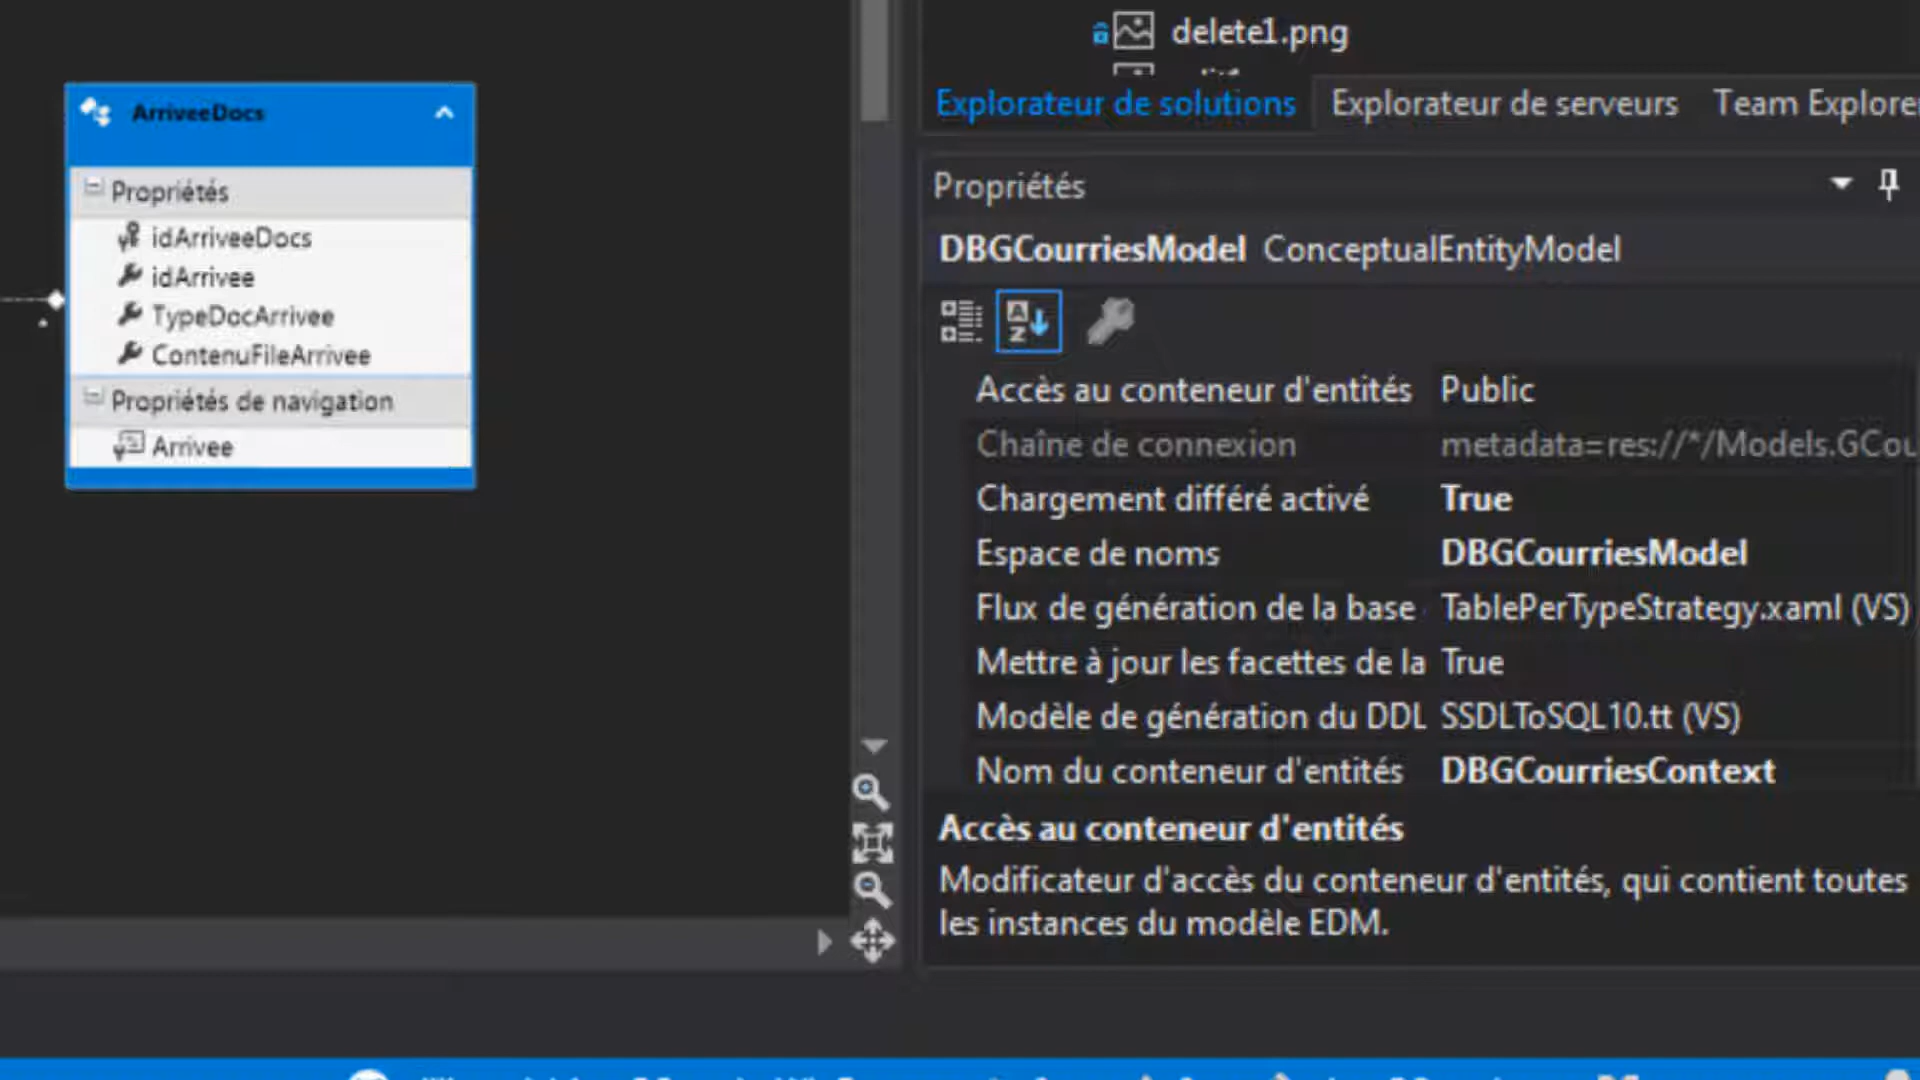 delete1.png
Explorateur de solutions Explorateur de serveurs Team Explore
ArriveeDocs
Propriétés
idArriveeDocs
idArrivee
TypeDocArrivee
ContenuFileArrivee
Propriétés de navigation
Arrivee
Propriétés
DBGCourriesModel ConceptualEntityModel
Accès au conteneur d'entités Public
Chaîne de connexion metadata=res://*/Models.GCou
Chargement différé activé True
Espace de noms DBGCourriesModel
Flux de génération de la base TablePerTypeStrategy.xaml (VS)
Mettre à jour les facettes de la True
Modèle de génération du DDL SSDLToSQL10.tt (VS)
Nom du conteneur d'entités DBGCourriesContext
Accès au conteneur d'entités
Modificateur d'accès du conteneur d'entités, qui contient toutes
les instances du modèle EDM.